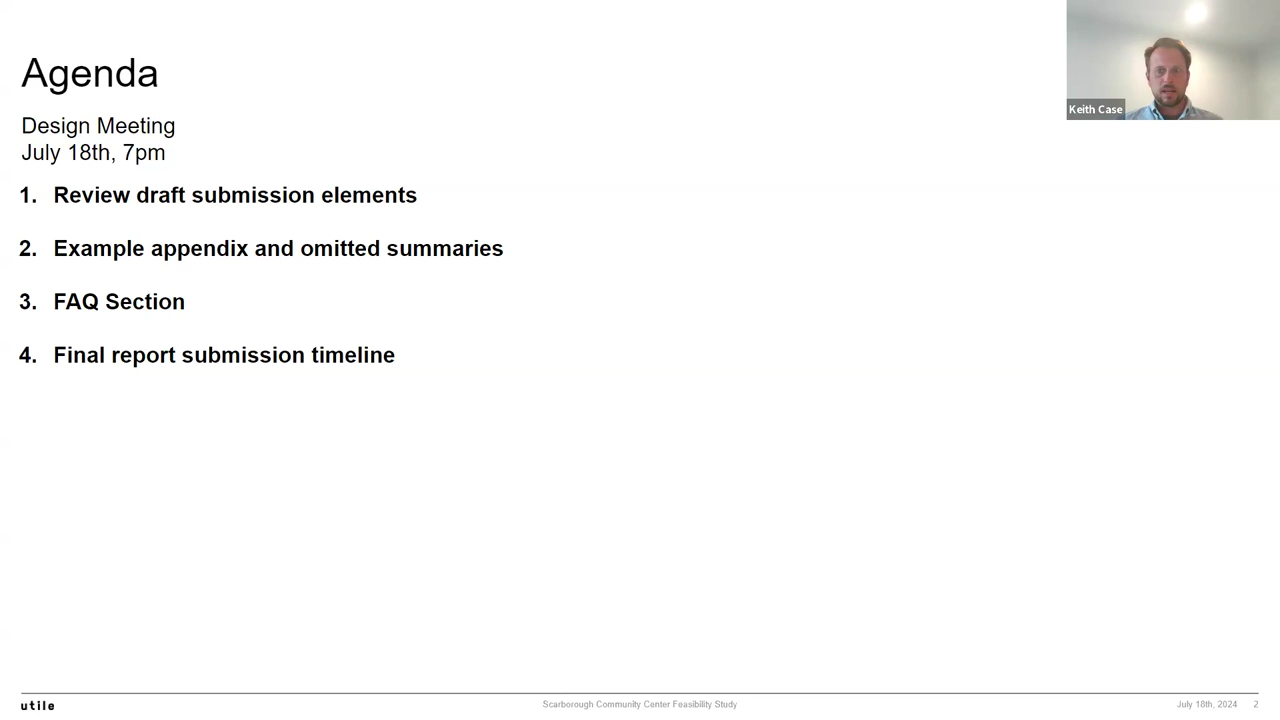 Agenda
Design Meeting
July 18th, 7pm
1. Review draft submission elements
2. Example appendix and omitted summaries
3. FAQ Section
4. Final report submission timeline
Keith Case
utile
Scarborough Community Center Feasibility Study
July 18th, 2024 2